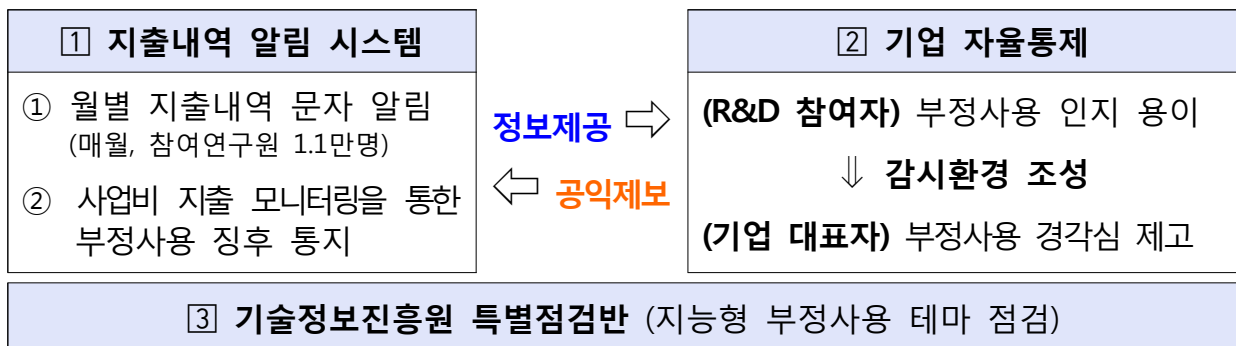 1 지출내역 알림 시스템
① 월별 지출내역 문자 알림
(매월, 참여연구원 1.1만명)
② 사업비 지출 모니터링을 통한
부정사용 징후 통지
정보제공 ⇨
⇦ 공익제보
2 기업 자율통제
(R&D 참여자) 부정사용 인지 용이
⇓ 감시환경 조성
(기업 대표자) 부정사용 경각심 제고
3 기술정보진흥원 특별점검반 (지능형 부정사용 테마 점검)